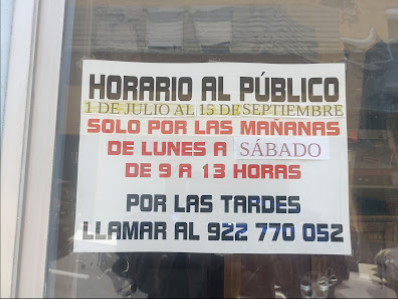 HORARIO AL PÚBLICO
1 DE JULIO AL 15 DE SEPTIEMBRE
SOLO POR LAS MAÑANAS
DE LUNES A SÁBADO
DE 9 A 13 HORAS
POR LAS TARDES
LLAMAR AL 922 770 052